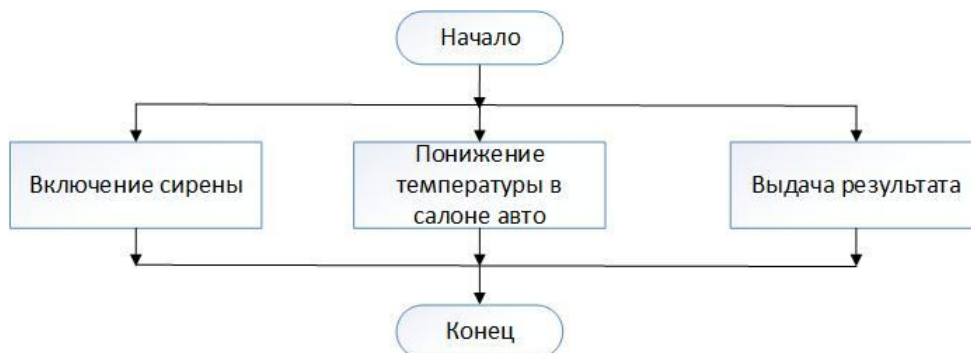 Начало
Включение сирены
Понижение
температуры в
салоне авто
Выдача результата
Конец